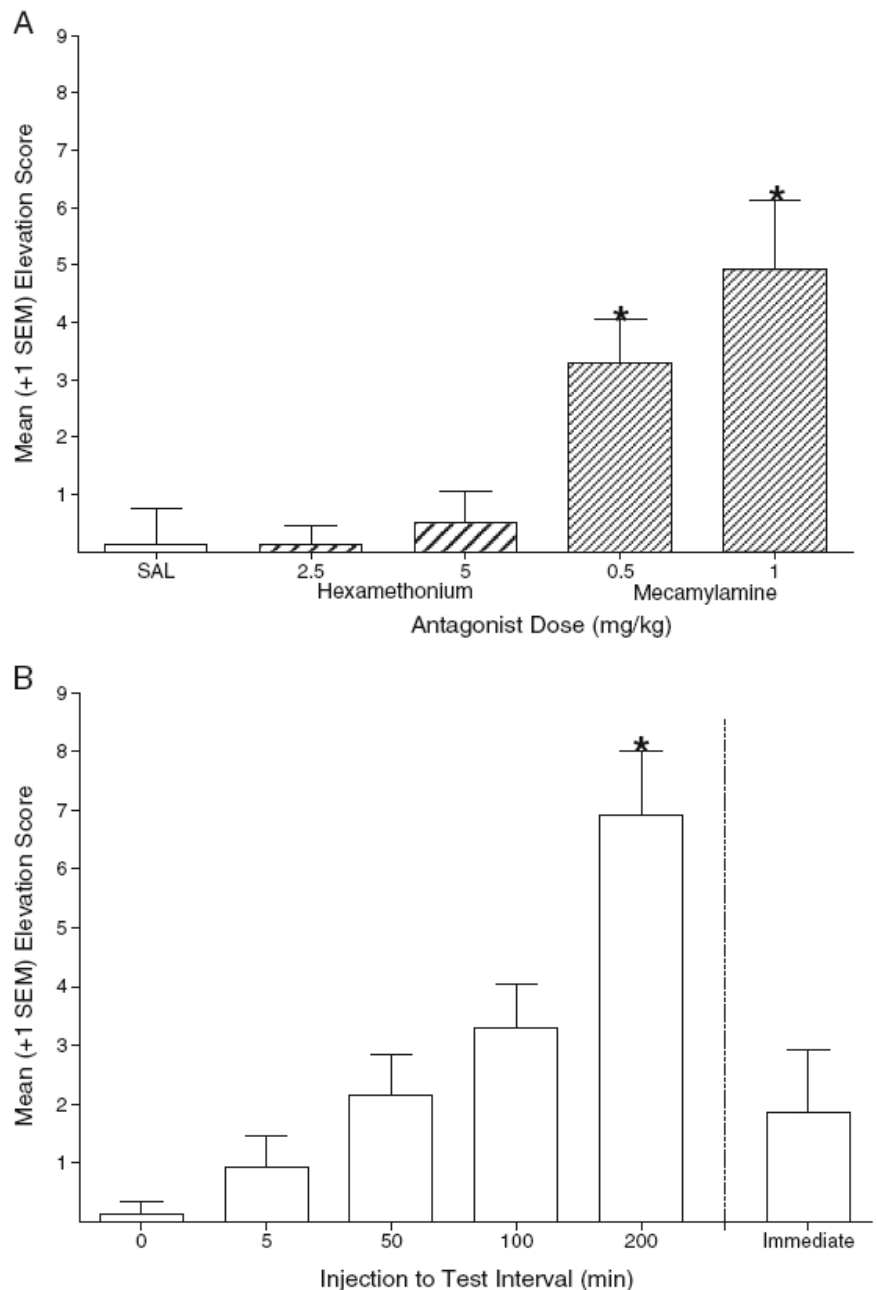 A
9
8
7
6
5
4
3
2
1
Mean (+1 SEM) Elevation Score
*
*
SAL 2.5 5 0.5 1
Hexamethonium Mecamylamine
Antagonist Dose (mg/kg)
B
9
8
7
6
5
4
3
2
1
Mean (+1 SEM) Elevation Score
*
0 5 50 100 200 Immediate
Injection to Test Interval (min)